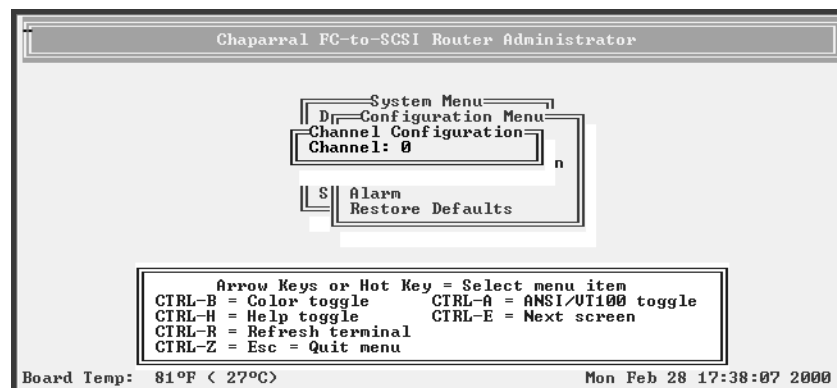 Chaparral FC-to-SCSI Router Administrator
System Menu
D Configuration Menu
Channel Configuration
Channel: 0
n
S Alarm
Restore Defaults
Arrow Keys or Hot Key = Select menu item
CTRL-B = Color toggle CTRL-A = ANSI/VT100 toggle
CTRL-H = Help toggle CTRL-E = Next screen
CTRL-R = Refresh terminal
CTRL-Z = Esc = Quit menu
Board Temp: 81°F ( 27°C) Mon Feb 28 17:38:07 2000